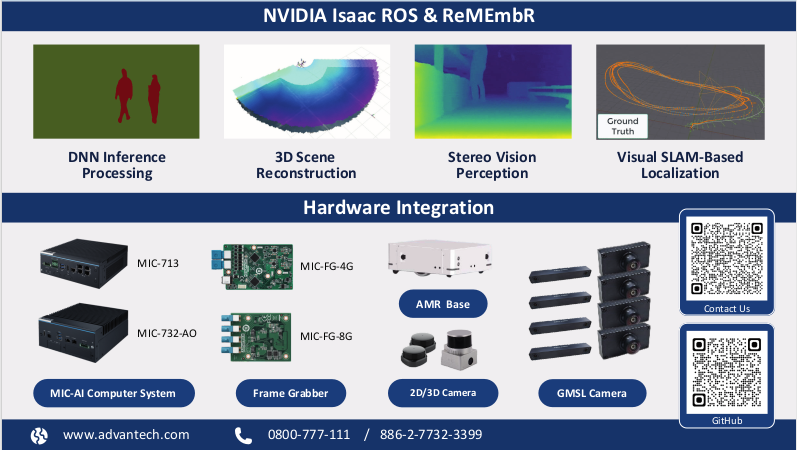 NVIDIA Isaac ROS & ReMEmbR
Ground
Truth
DNN Inference
Processing
3D Scene
Reconstruction
Stereo Vision
Perception
Visual SLAM-Based
Localization
Hardware Integration
MIC-713
MIC-FG-4G
AMR Base
MIC-732-AO
MIC-FG-8G
MIC-AI Computer System
Frame Grabber
2D/3D Camera
GMSL Camera
Contact Us
GitHub
www.advantech.com
0800-777-111 / 886-2-7732-3399